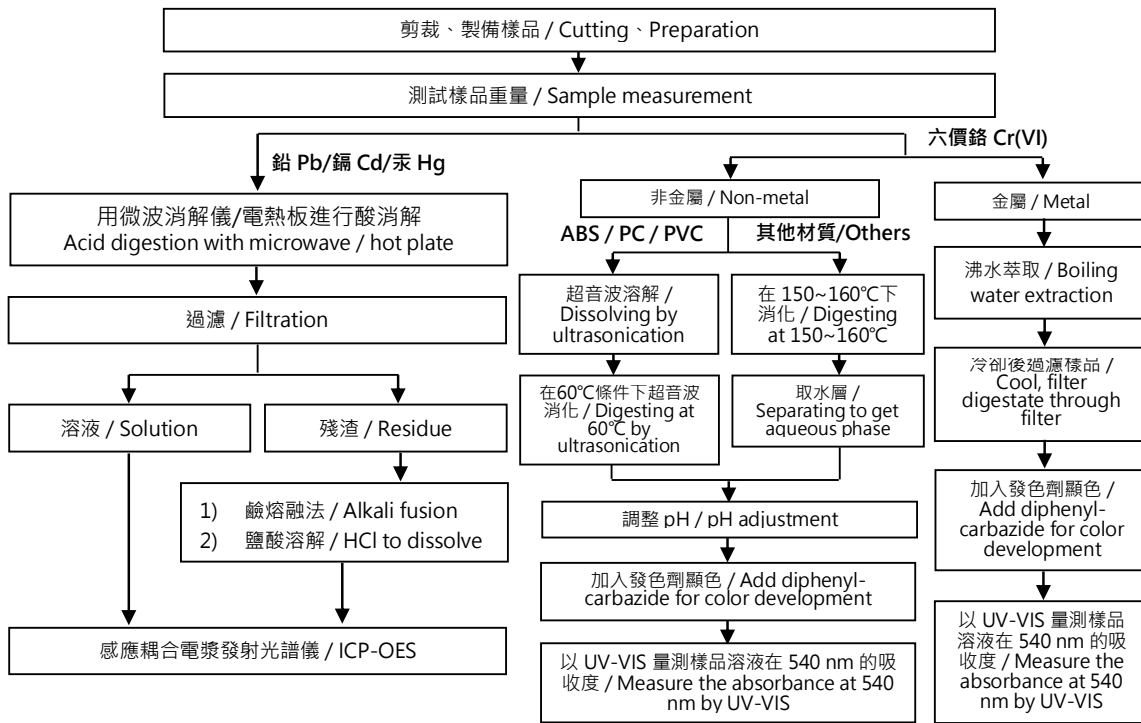 剪裁、製備樣品 / Cutting、Preparation
測試樣品重量 / Sample measurement
鉛 Pb/鎘 Cd/汞 Hg
六價鉻 Cr(VI)
用微波消解儀/電熱板進行酸消解
Acid digestion with microwave / hot plate
過濾 / Filtration
溶液 / Solution
殘渣 / Residue
1) 鹼熔融法 / Alkali fusion
2) 鹽酸溶解 / HCl to dissolve
感應耦合電漿發射光譜儀 / ICP-OES
非金屬 / Non-metal
ABS / PC / PVC
其他材質/Others
超音波溶解 /
Dissolving by
ultrasonication
在 150~160℃下
消化 / Digesting
at 150~160℃
在60℃條件下超音波
消化 / Digesting at
60℃ by
ultrasonication
取水層 /
Separating to get
aqueous phase
調整 pH / pH adjustment
加入發色劑顯色 / Add diphenyl-
carbazide for color development
以 UV-VIS 量測樣品溶液在 540 nm 的吸
收度 / Measure the absorbance at 540
nm by UV-VIS
金屬 / Metal
沸水萃取 / Boiling
water extraction
冷卻後過濾樣品 /
Cool, filter
digestate through
filter
加入發色劑顯色 /
Add diphenyl-
carbazide for color
development
以 UV-VIS 量測樣品
溶液在 540 nm 的吸
收度 / Measure the
absorbance at 540
nm by UV-VIS